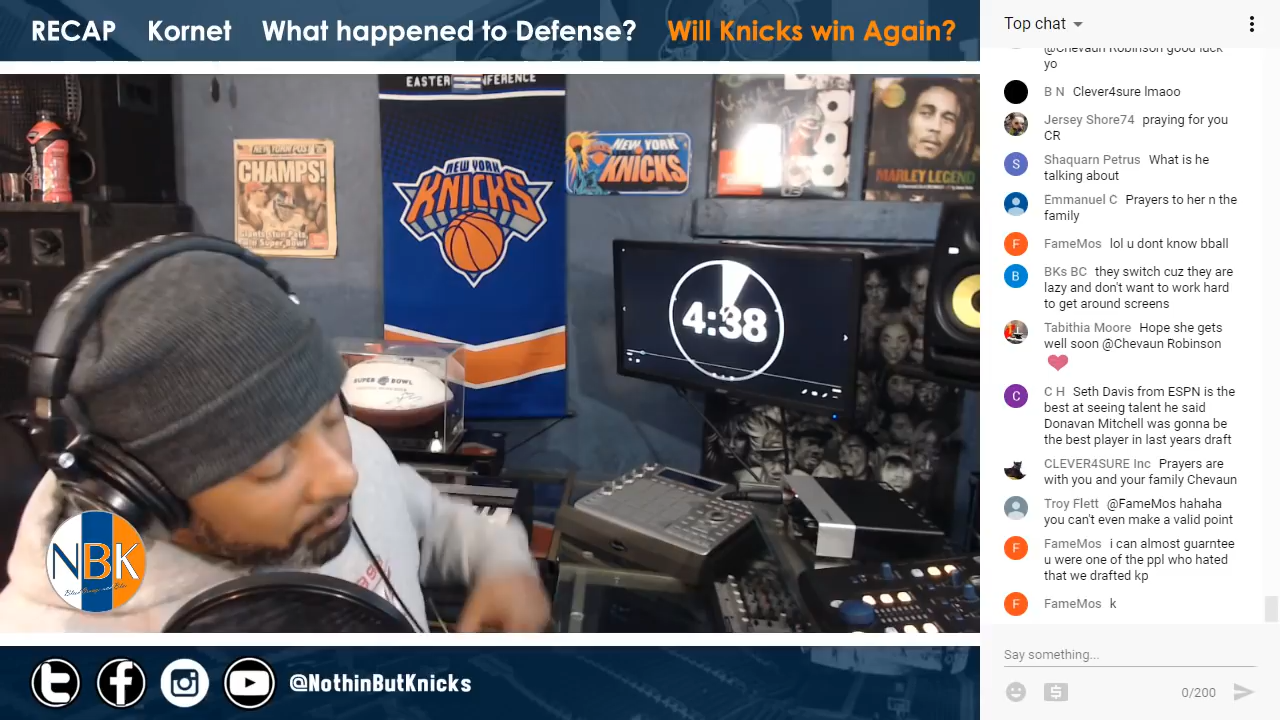 RECAP Kornet What happened to Defense? Will Knicks win Again?
EASTERN CONFERENCE
NEW YORK POST
CHAMPS!
NEW YORK
KNICKS
NEW YORK
KNICKS
MARLEY LEGEND
SUPER BOWL
4:38
NBK
@NothinButKnicks
Top chat
@Chevaun Robinson good luck
yo
B N Clever4sure lmaoo
Jersey Shore74 praying for you
CR
S
Shaquarn Petrus What is he
talking about
Emmanuel C Prayers to her n the
family
F
FameMos lol u dont know bball
B
BKs BC they switch cuz they are
lazy and don't want to work hard
to get around screens
Tabithia Moore Hope she gets
well soon @Chevaun Robinson
C
C H Seth Davis from ESPN is the
best at seeing talent he said
Donavan Mitchell was gonna be
the best player in last years draft
CLEVER4SURE Inc Prayers are
with you and your family Chevaun
Troy Flett @FameMos hahaha
you can't even make a valid point
F
FameMos i can almost guarntee
u were one of the ppl who hated
that we drafted kp
F
FameMos k
Say something...
0/200